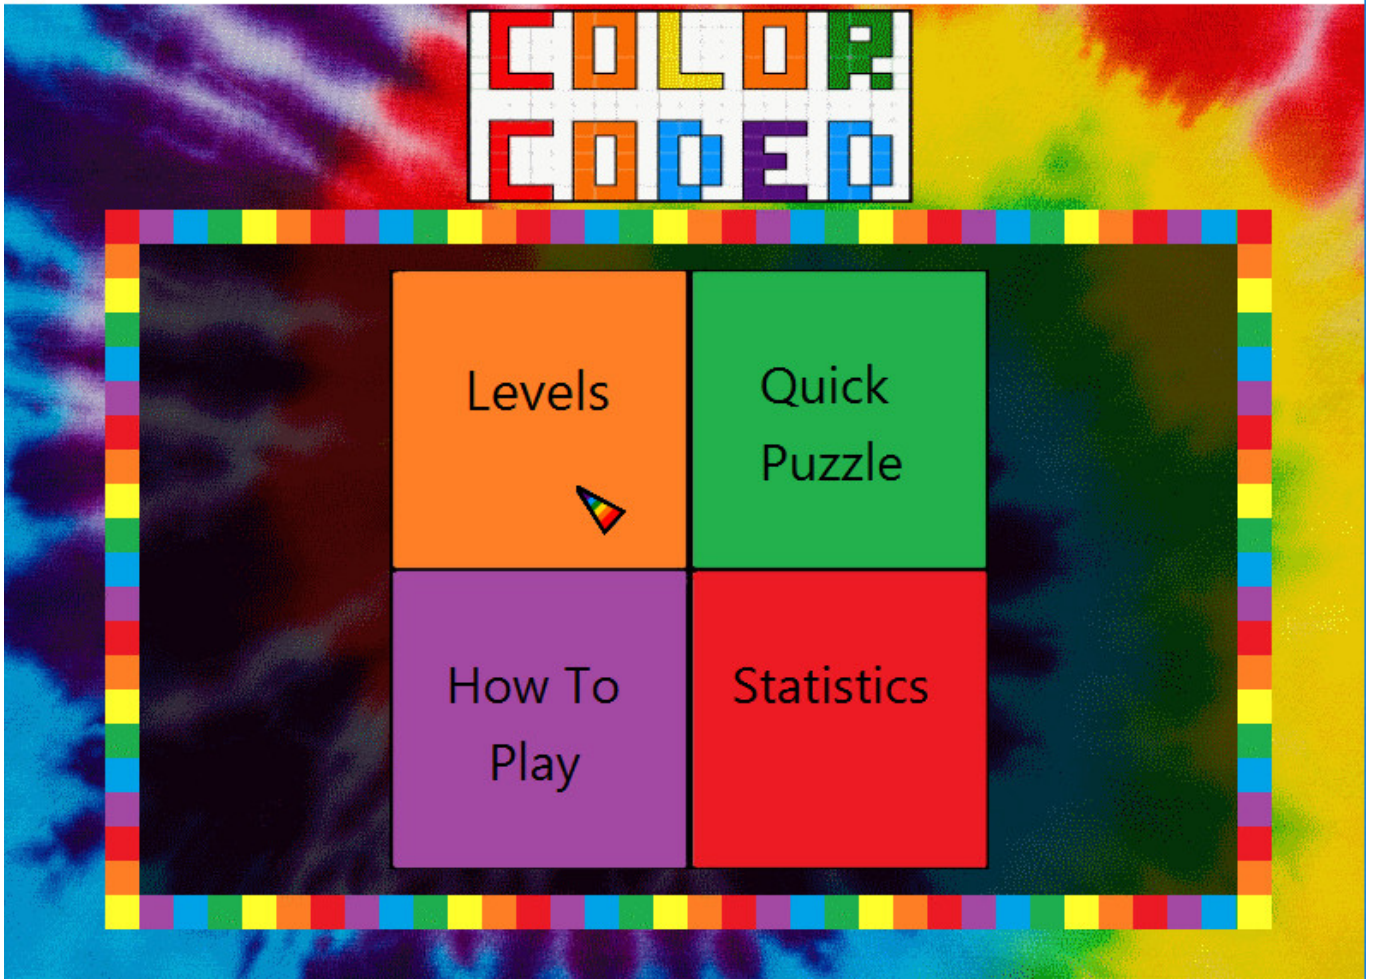 COLOR
CODED
Levels
Quick
Puzzle
How To
Play
Statistics